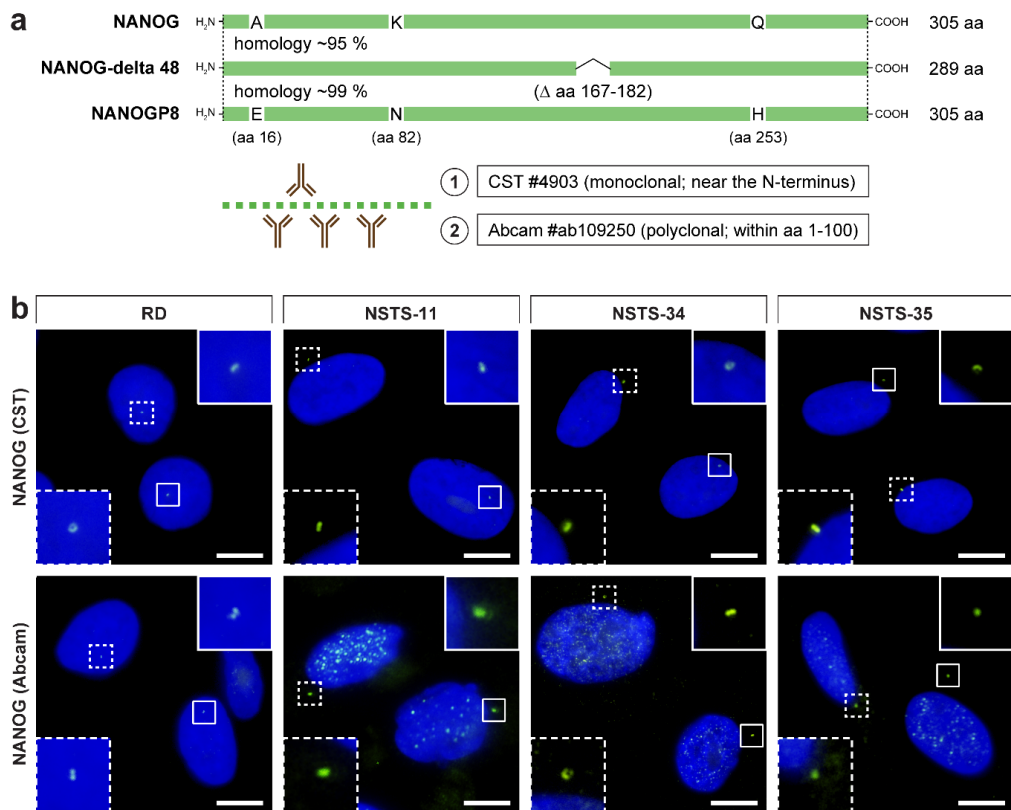 a
NANOG H₂N A K Q COOH 305 aa
homology ~95 %
NANOG-delta 48 H₂N COOH 289 aa
homology ~99 % (Δ aa 167-182)
NANOGP8 H₂N E N H COOH 305 aa
(aa 16) (aa 82) (aa 253)
1 CST #4903 (monoclonal; near the N-terminus)
2 Abcam #ab109250 (polyclonal; within aa 1-100)
b
RD NSTS-11 NSTS-34 NSTS-35
NANOG (CST)
NANOG (Abcam)